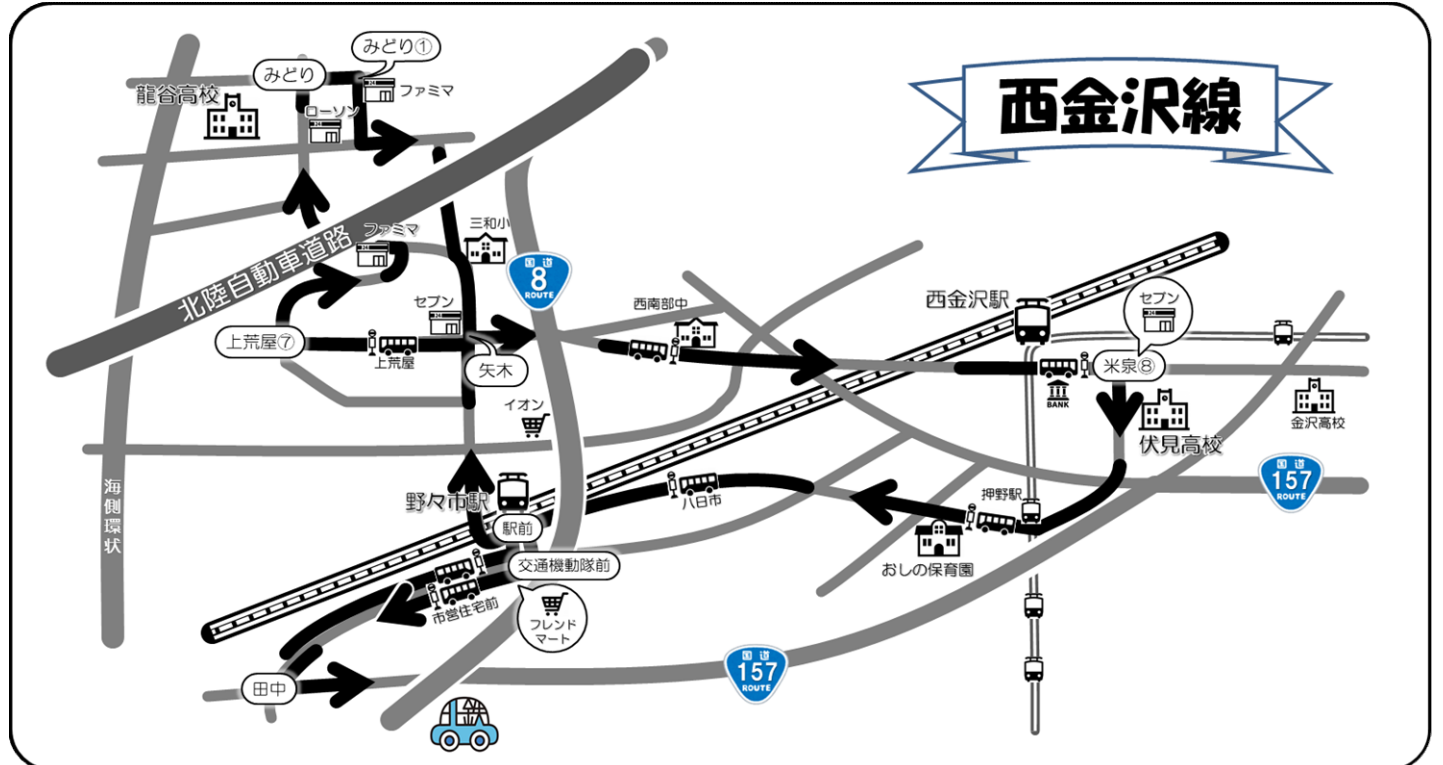 西金沢線
みどり①
みどり
ファミマ
龍谷高校
ローソン
北陸自動車道路
ファミマ
三和小
国道
8
ROUTE
セブン
西南部中
西金沢駅
セブン
上荒屋⑦
上荒屋
矢木
米泉⑧
BANK
イオン
金沢高校
伏見高校
海側環状
野々市駅
八日市
押野駅
国道
157
ROUTE
駅前
交通機動隊前
おしの保育園
市営住宅前
フレンド
マート
国道
157
ROUTE
田中